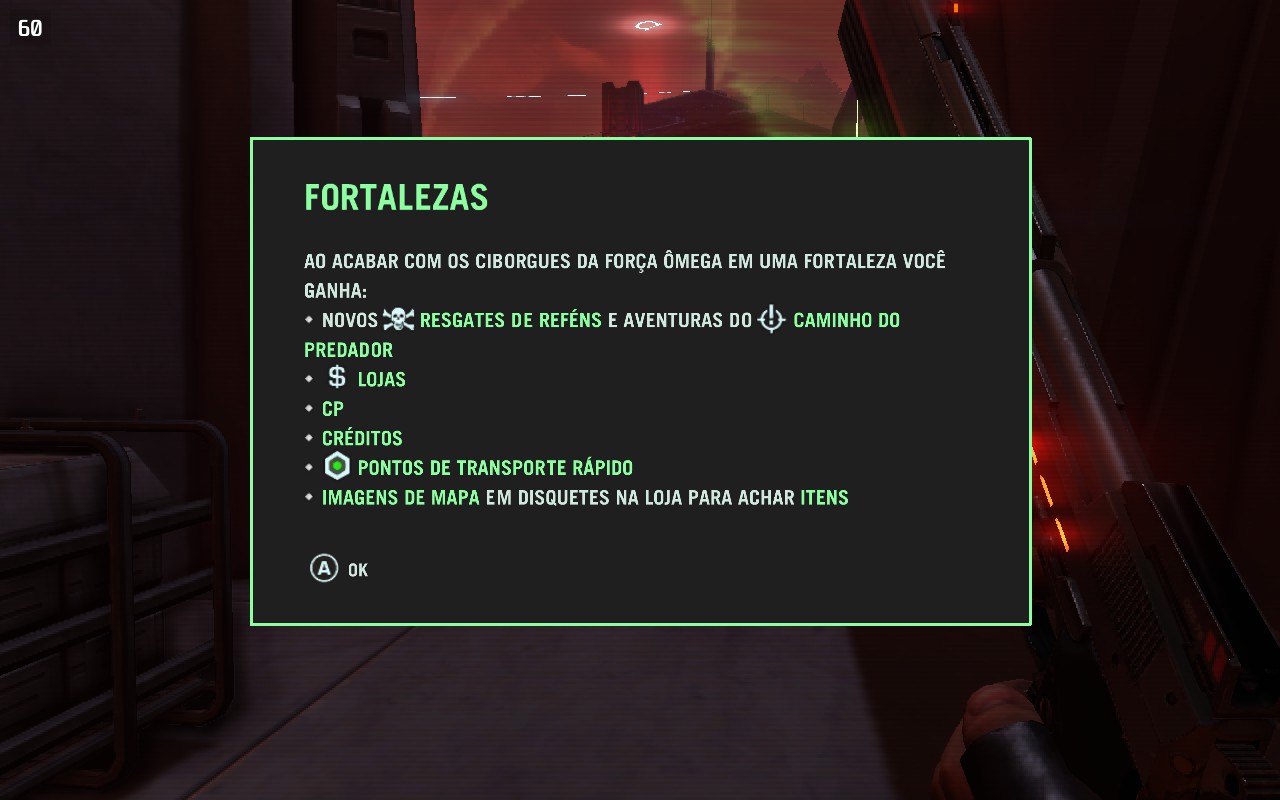 60
FORTALEZAS
AO ACABAR COM OS CIBORGUES DA FORÇA ÔMEGA EM UMA FORTALEZA VOCÊ
GANHA:
• NOVOS RESGATES DE REFÉNS E AVENTURAS DO CAMINHO DO
PREDADOR
• $ LOJAS
• CP
• CRÉDITOS
• PONTOS DE TRANSPORTE RÁPIDO
• IMAGENS DE MAPA EM DISQUETES NA LOJA PARA ACHAR ITENS
A OK